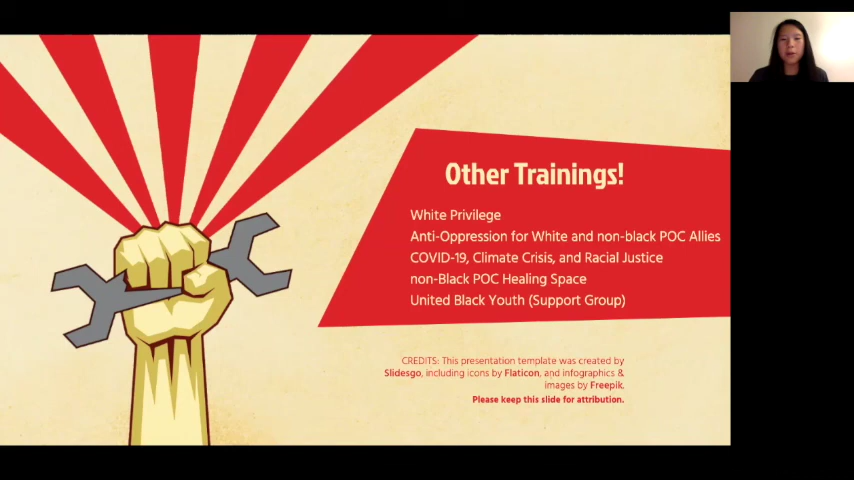 Other Trainings!
White Privilege
Anti-Oppression for White and non-black POC Allies
COVID-19, Climate Crisis, and Racial Justice
non-Black POC Healing Space
United Black Youth (Support Group)
CREDITS: This presentation template was created by
Slidesgo, including icons by Flaticon, and infographics &
images by Freepik.
Please keep this slide for attribution.